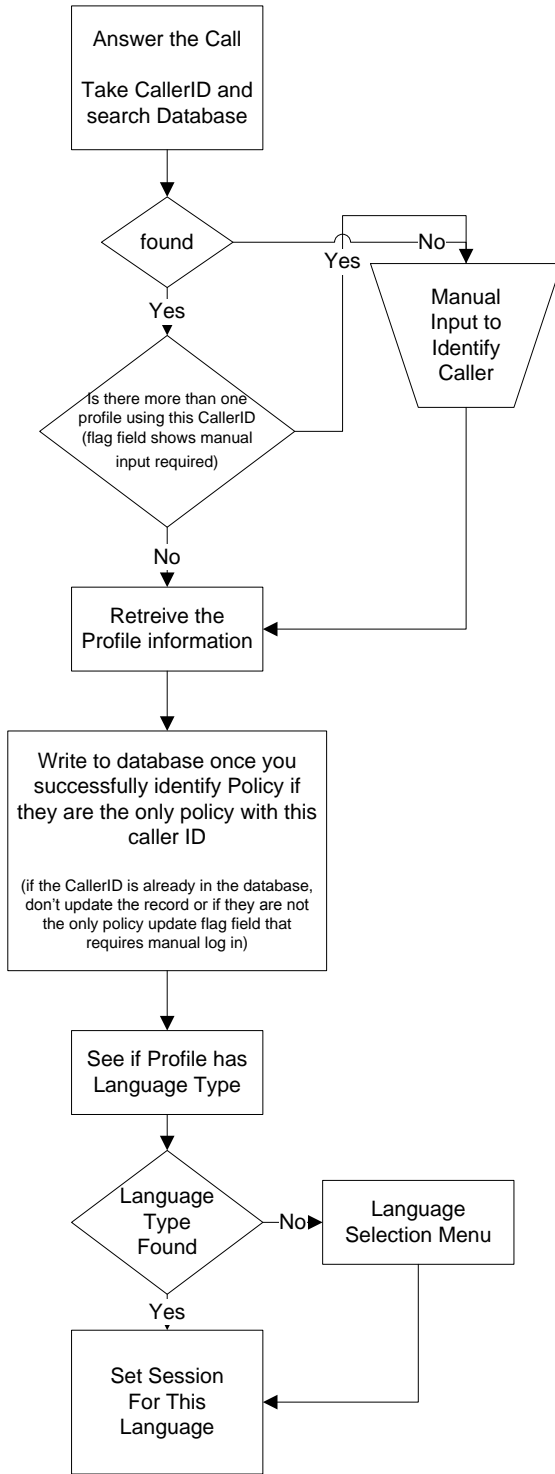 Answer the Call
Take CallerID and
search Database
found
No
Yes
Yes
Manual
Input to
Identify
Caller
Is there more than one
profile using this CallerID
(flag field shows manual
input required)
No
Retreive the
Profile information
Write to database once you
successfully identify Policy if
they are the only policy with this
caller ID
(if the CallerID is already in the database,
don't update the record or if they are not
the only policy update flag field that
requires manual log in)
See if Profile has
Language Type
Language
Type
Found
No
Language
Selection Menu
Yes
Set Session
For This
Language